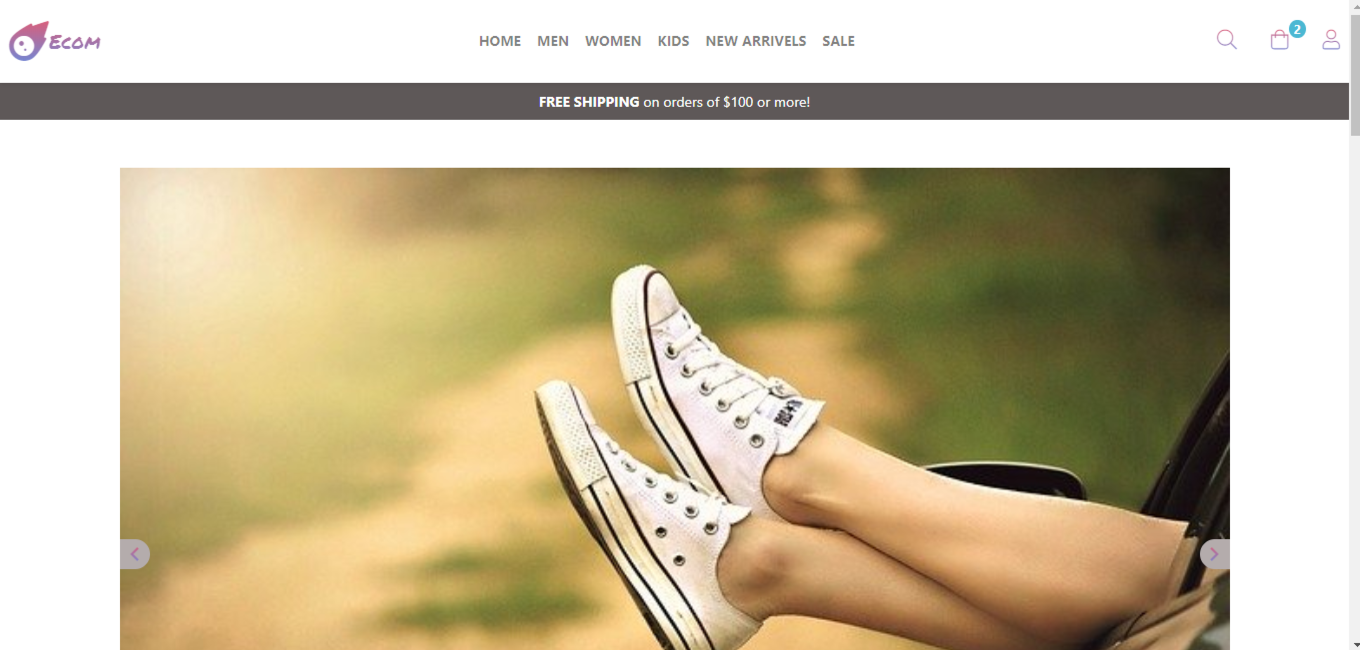 Ecom
HOME MEN WOMEN KIDS NEW ARRIVELS SALE
2
FREE SHIPPING on orders of $100 or more!